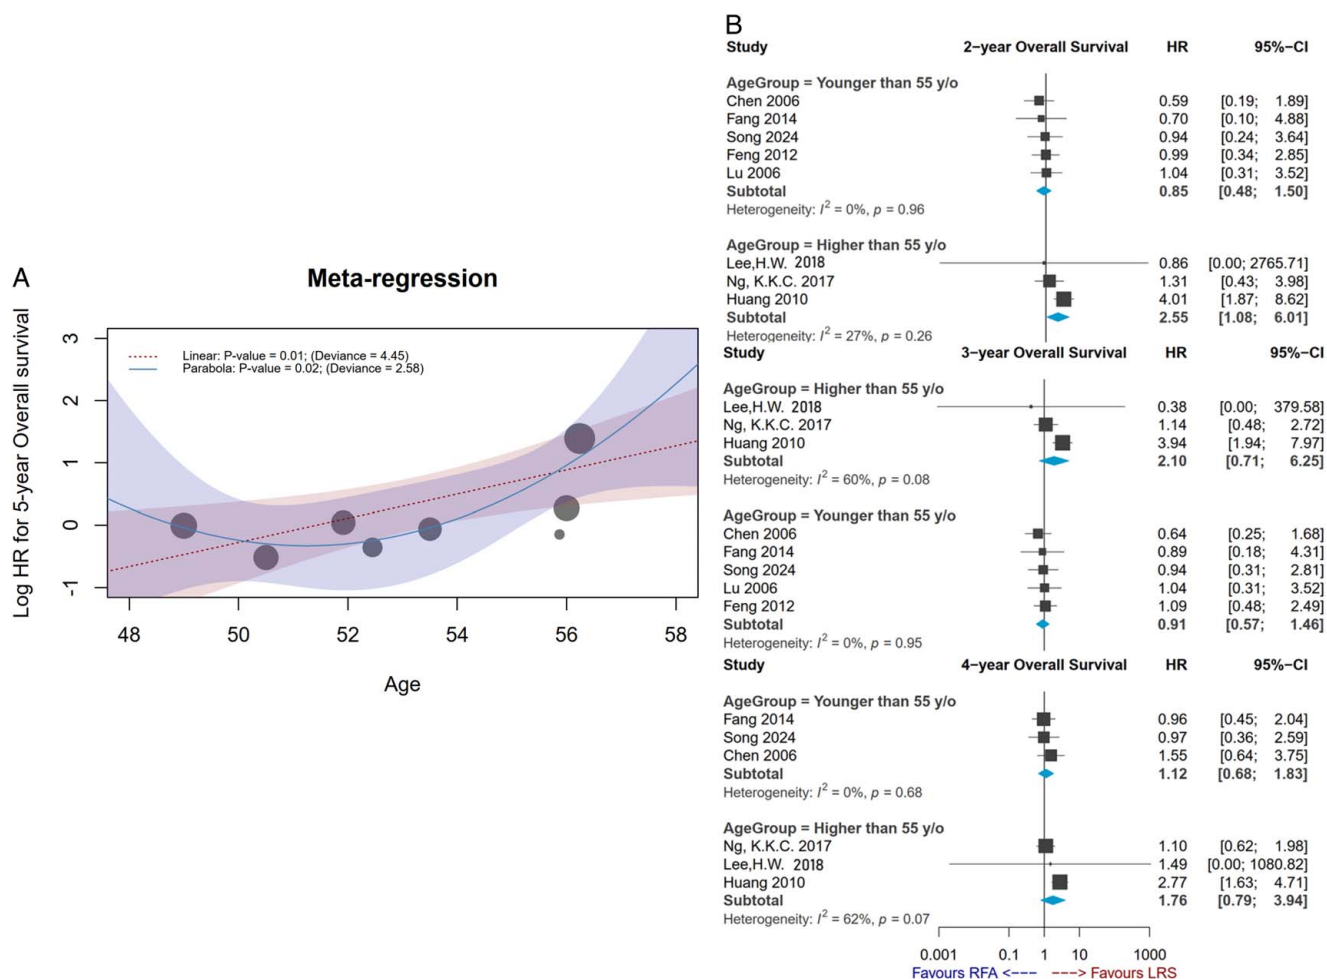 A
Meta-regression
Log HR for 5-year Overall survival
3
2
1
0
-1
Linear: P-value = 0.01; (Deviance = 4.45)
Parabola: P-value = 0.02; (Deviance = 2.58)
48 50 52 54 56 58
Age
B
Study 2−year Overall Survival HR 95%−CI
AgeGroup = Younger than 55 y/o
Chen 2006 0.59 [0.19; 1.89]
Fang 2014 0.70 [0.10; 4.88]
Song 2024 0.94 [0.24; 3.64]
Feng 2012 0.99 [0.34; 2.85]
Lu 2006 1.04 [0.31; 3.52]
Subtotal 0.85 [0.48; 1.50]
Heterogeneity: I² = 0%, p = 0.96
AgeGroup = Higher than 55 y/o
Lee,H.W. 2018 0.86 [0.00; 2765.71]
Ng, K.K.C. 2017 1.31 [0.43; 3.98]
Huang 2010 4.01 [1.87; 8.62]
Subtotal 2.55 [1.08; 6.01]
Heterogeneity: I² = 27%, p = 0.26
Study 3−year Overall Survival HR 95%−CI
AgeGroup = Higher than 55 y/o
Lee,H.W. 2018 0.38 [0.00; 379.58]
Ng, K.K.C. 2017 1.14 [0.48; 2.72]
Huang 2010 3.94 [1.94; 7.97]
Subtotal 2.10 [0.71; 6.25]
Heterogeneity: I² = 60%, p = 0.08
AgeGroup = Younger than 55 y/o
Chen 2006 0.64 [0.25; 1.68]
Fang 2014 0.89 [0.18; 4.31]
Song 2024 0.94 [0.31; 2.81]
Lu 2006 1.04 [0.31; 3.52]
Feng 2012 1.09 [0.48; 2.49]
Subtotal 0.91 [0.57; 1.46]
Heterogeneity: I² = 0%, p = 0.95
Study 4−year Overall Survival HR 95%−CI
AgeGroup = Younger than 55 y/o
Fang 2014 0.96 [0.45; 2.04]
Song 2024 0.97 [0.36; 2.59]
Chen 2006 1.55 [0.64; 3.75]
Subtotal 1.12 [0.68; 1.83]
Heterogeneity: I² = 0%, p = 0.68
AgeGroup = Higher than 55 y/o
Ng, K.K.C. 2017 1.10 [0.62; 1.98]
Lee,H.W. 2018 1.49 [0.00; 1080.82]
Huang 2010 2.77 [1.63; 4.71]
Subtotal 1.76 [0.79; 3.94]
Heterogeneity: I² = 62%, p = 0.07
0.001 0.1 1 10 1000
Favours RFA <−−− −−−> Favours LRS